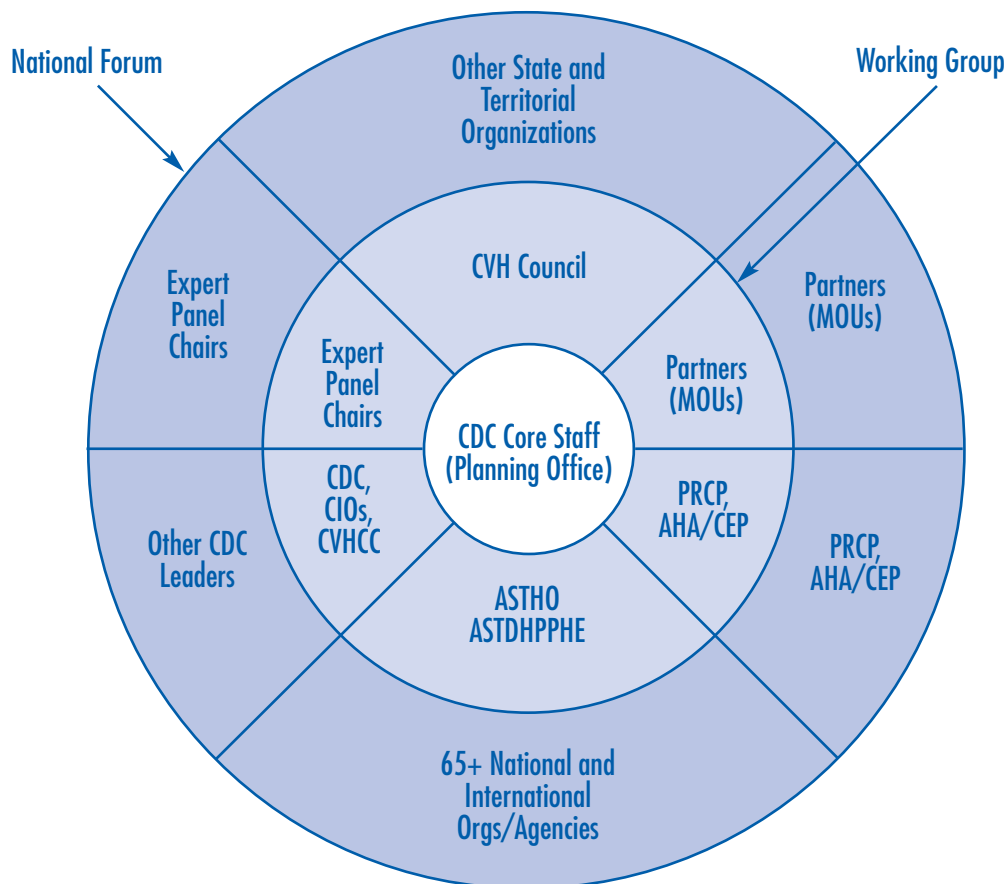 National Forum
Working Group
Other State and
Territorial
Organizations
Expert
Panel
Chairs
CVH Council
Partners
(MOUs)
Expert
Panel
Chairs
Partners
(MOUs)
CDC Core Staff
(Planning Office)
CDC,
CIOs,
CVHCC
PRCP,
AHA/CEP
Other CDC
Leaders
PRCP,
AHA/CEP
ASTHO
ASTDHPPHE
65+ National and
International
Orgs/Agencies